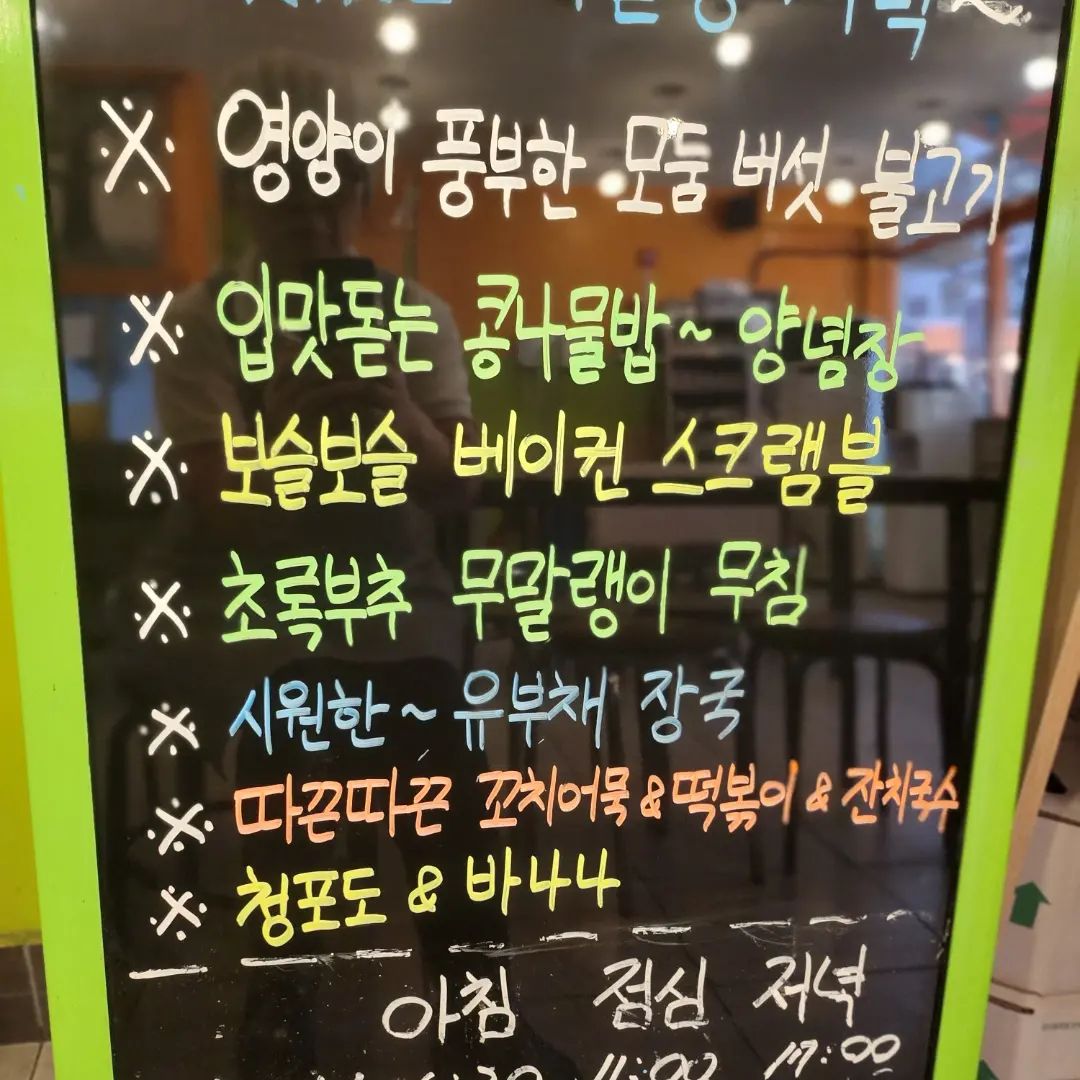 ※ 영양이 풍부한 모둠 버섯 불고기
※ 입맛돋는 콩나물밥~ 양념장
※ 보슬보슬 베이컨 스크램블
※ 초록부추 무말랭이 무침
※ 시원한~ 유부채 장국
※ 따끈따끈 꼬치어묵 & 떡볶이 & 잔치국수
※ 청포도 & 바나나
아침 점심 저녁
11:00 17:00